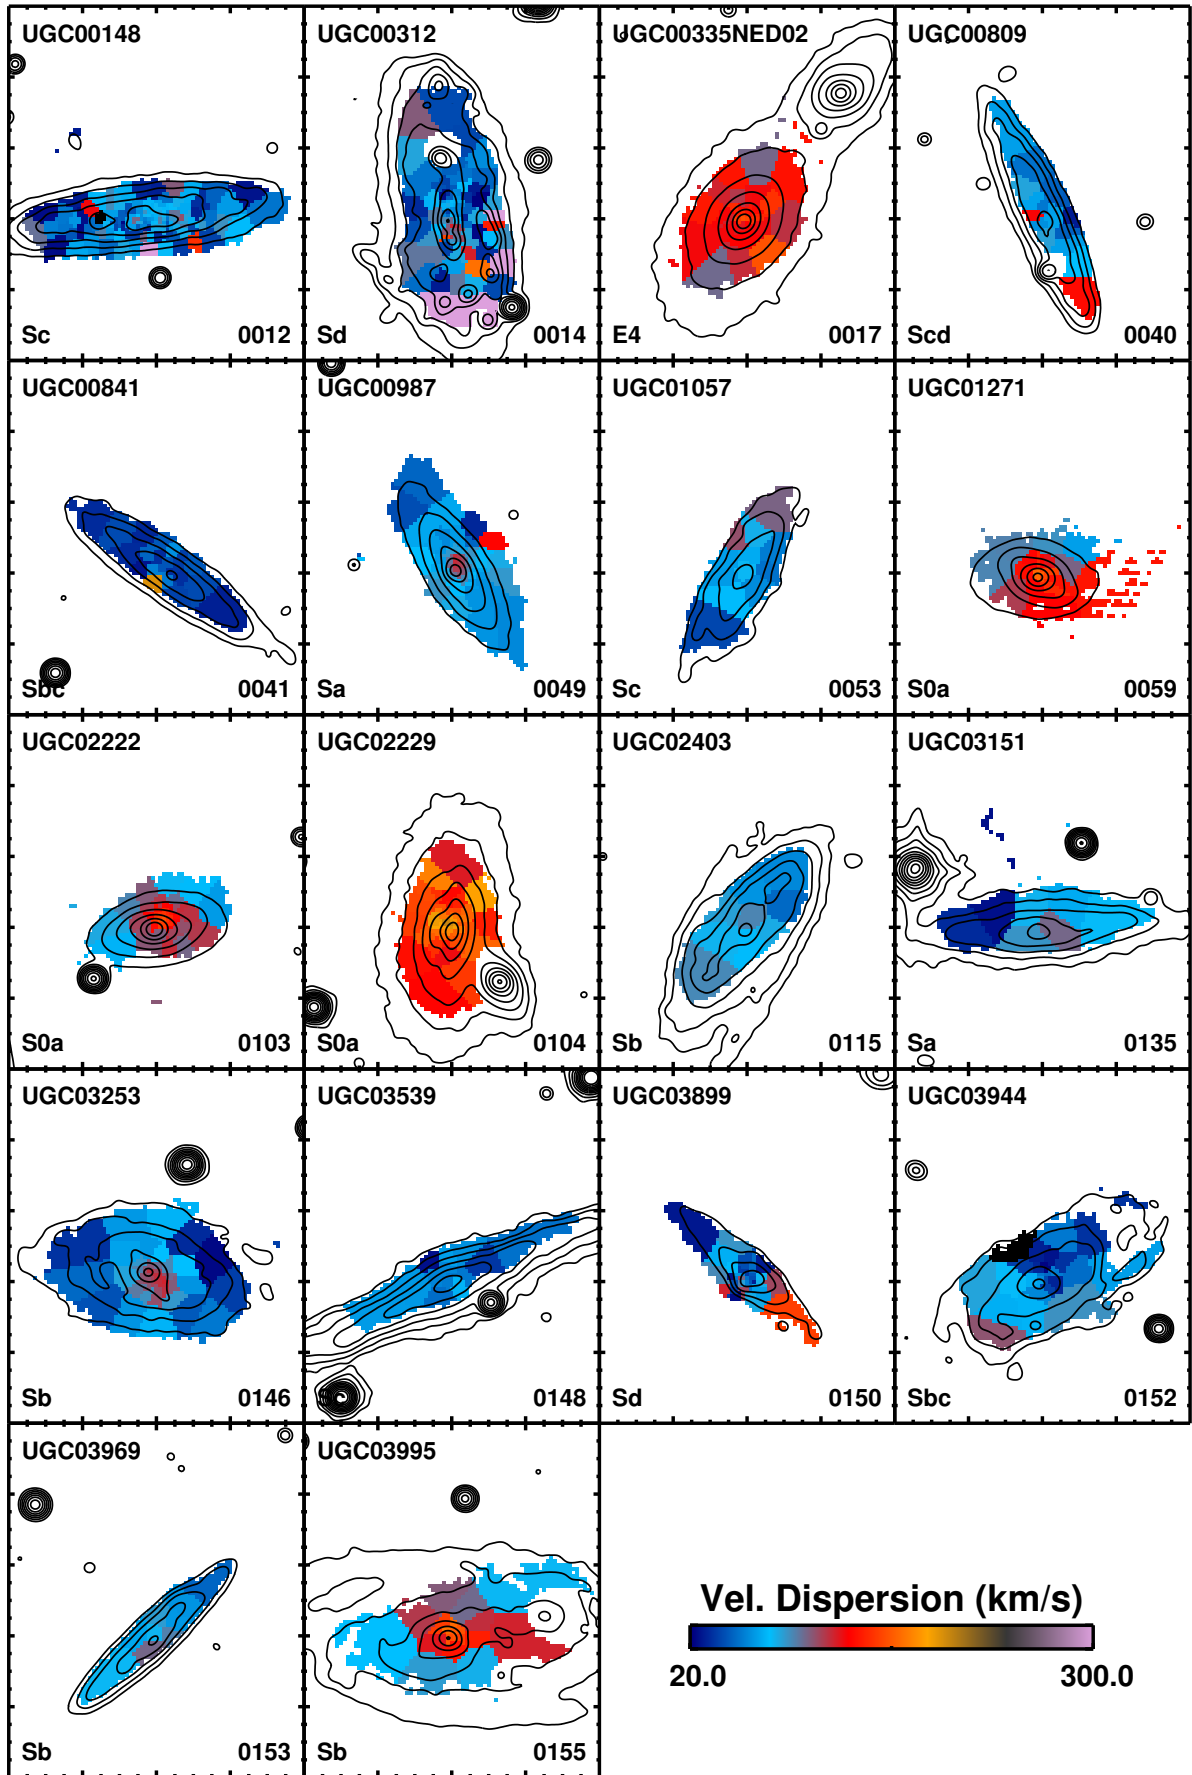 UGC00148
UGC00312
UGC00335NED02
UGC00809
Sc
0012
Sd
0014
E4
0017
Scd
0040
UGC00841
UGC00987
UGC01057
UGC01271
Sbc
0041
Sa
0049
Sc
0053
S0a
0059
UGC02222
UGC02229
UGC02403
UGC03151
S0a
0103
S0a
0104
Sb
0115
Sa
0135
UGC03253
UGC03539
UGC03899
UGC03944
Sb
0146
0148
Sd
0150
Sbc
0152
UGC03969
UGC03995
Sb
0153
Sb
0155
Vel. Dispersion (km/s)
20.0
300.0